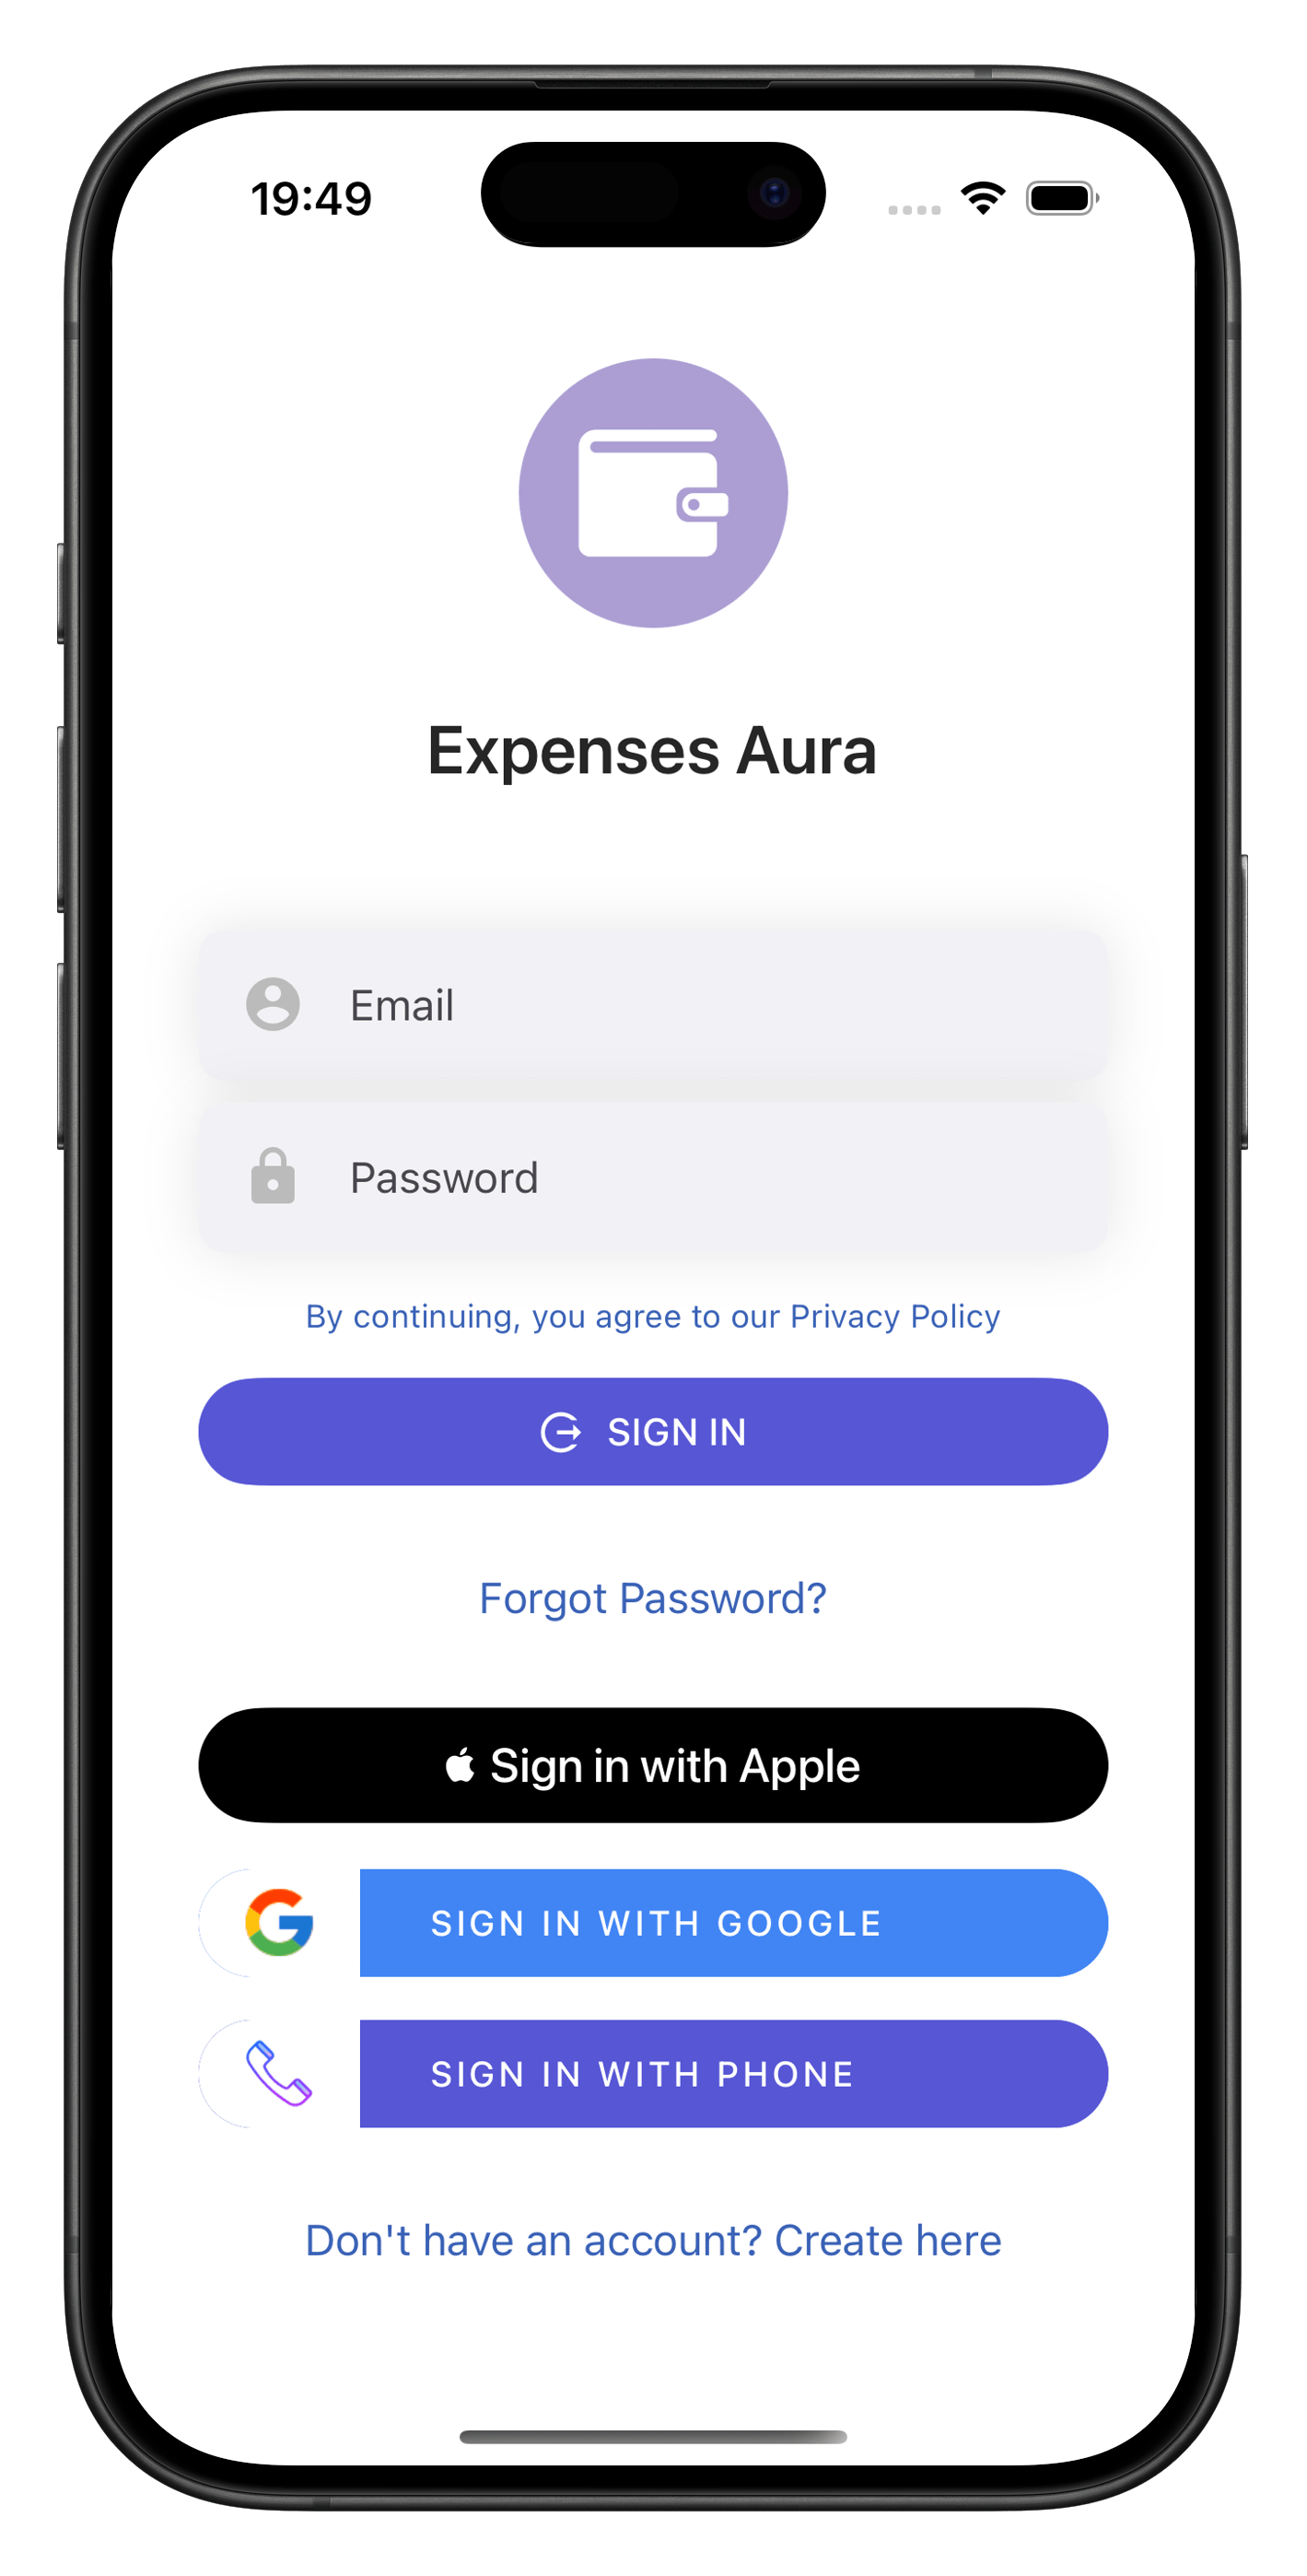 19:49
Expenses Aura
Email
Password
By continuing, you agree to our Privacy Policy
SIGN IN
Forgot Password?
Sign in with Apple
SIGN IN WITH GOOGLE
SIGN IN WITH PHONE
Don't have an account? Create here